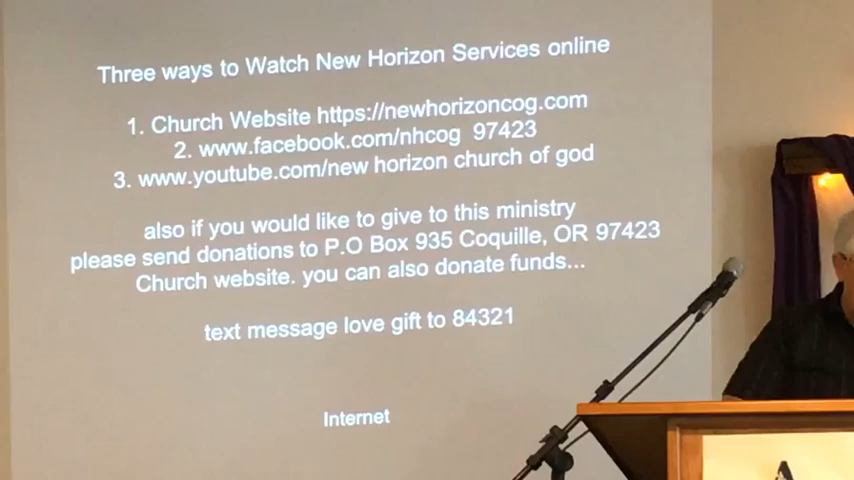 Three ways to Watch New Horizon Services online
1. Church Website https://newhorizoncog.com
2. www.facebook.com/nhcog 97423
3. www.youtube.com/new horizon church of god
also if you would like to give to this ministry
please send donations to P.O Box 935 Coquille, OR 97423
Church website. you can also donate funds...
text message love gift to 84321
Internet